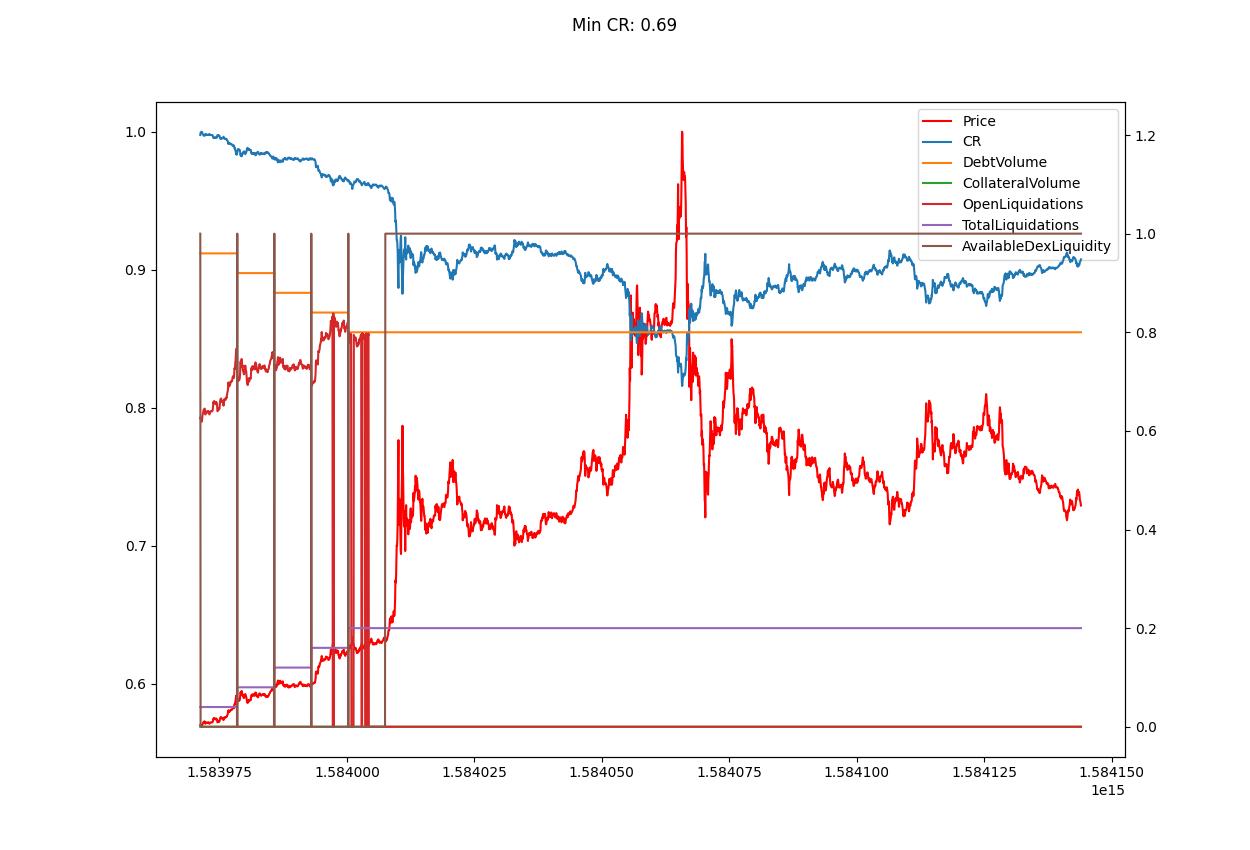 Min CR: 0.69
1.0
0.9
0.8
0.7
0.6
1.2
1.0
0.8
0.6
0.4
0.2
0.0
Price
CR
DebtVolume
CollateralVolume
OpenLiquidations
TotalLiquidations
AvailableDexLiquidity
1.583975
1.584000
1.584025
1.584050
1.584075
1.584100
1.584125
1.584150
1e15